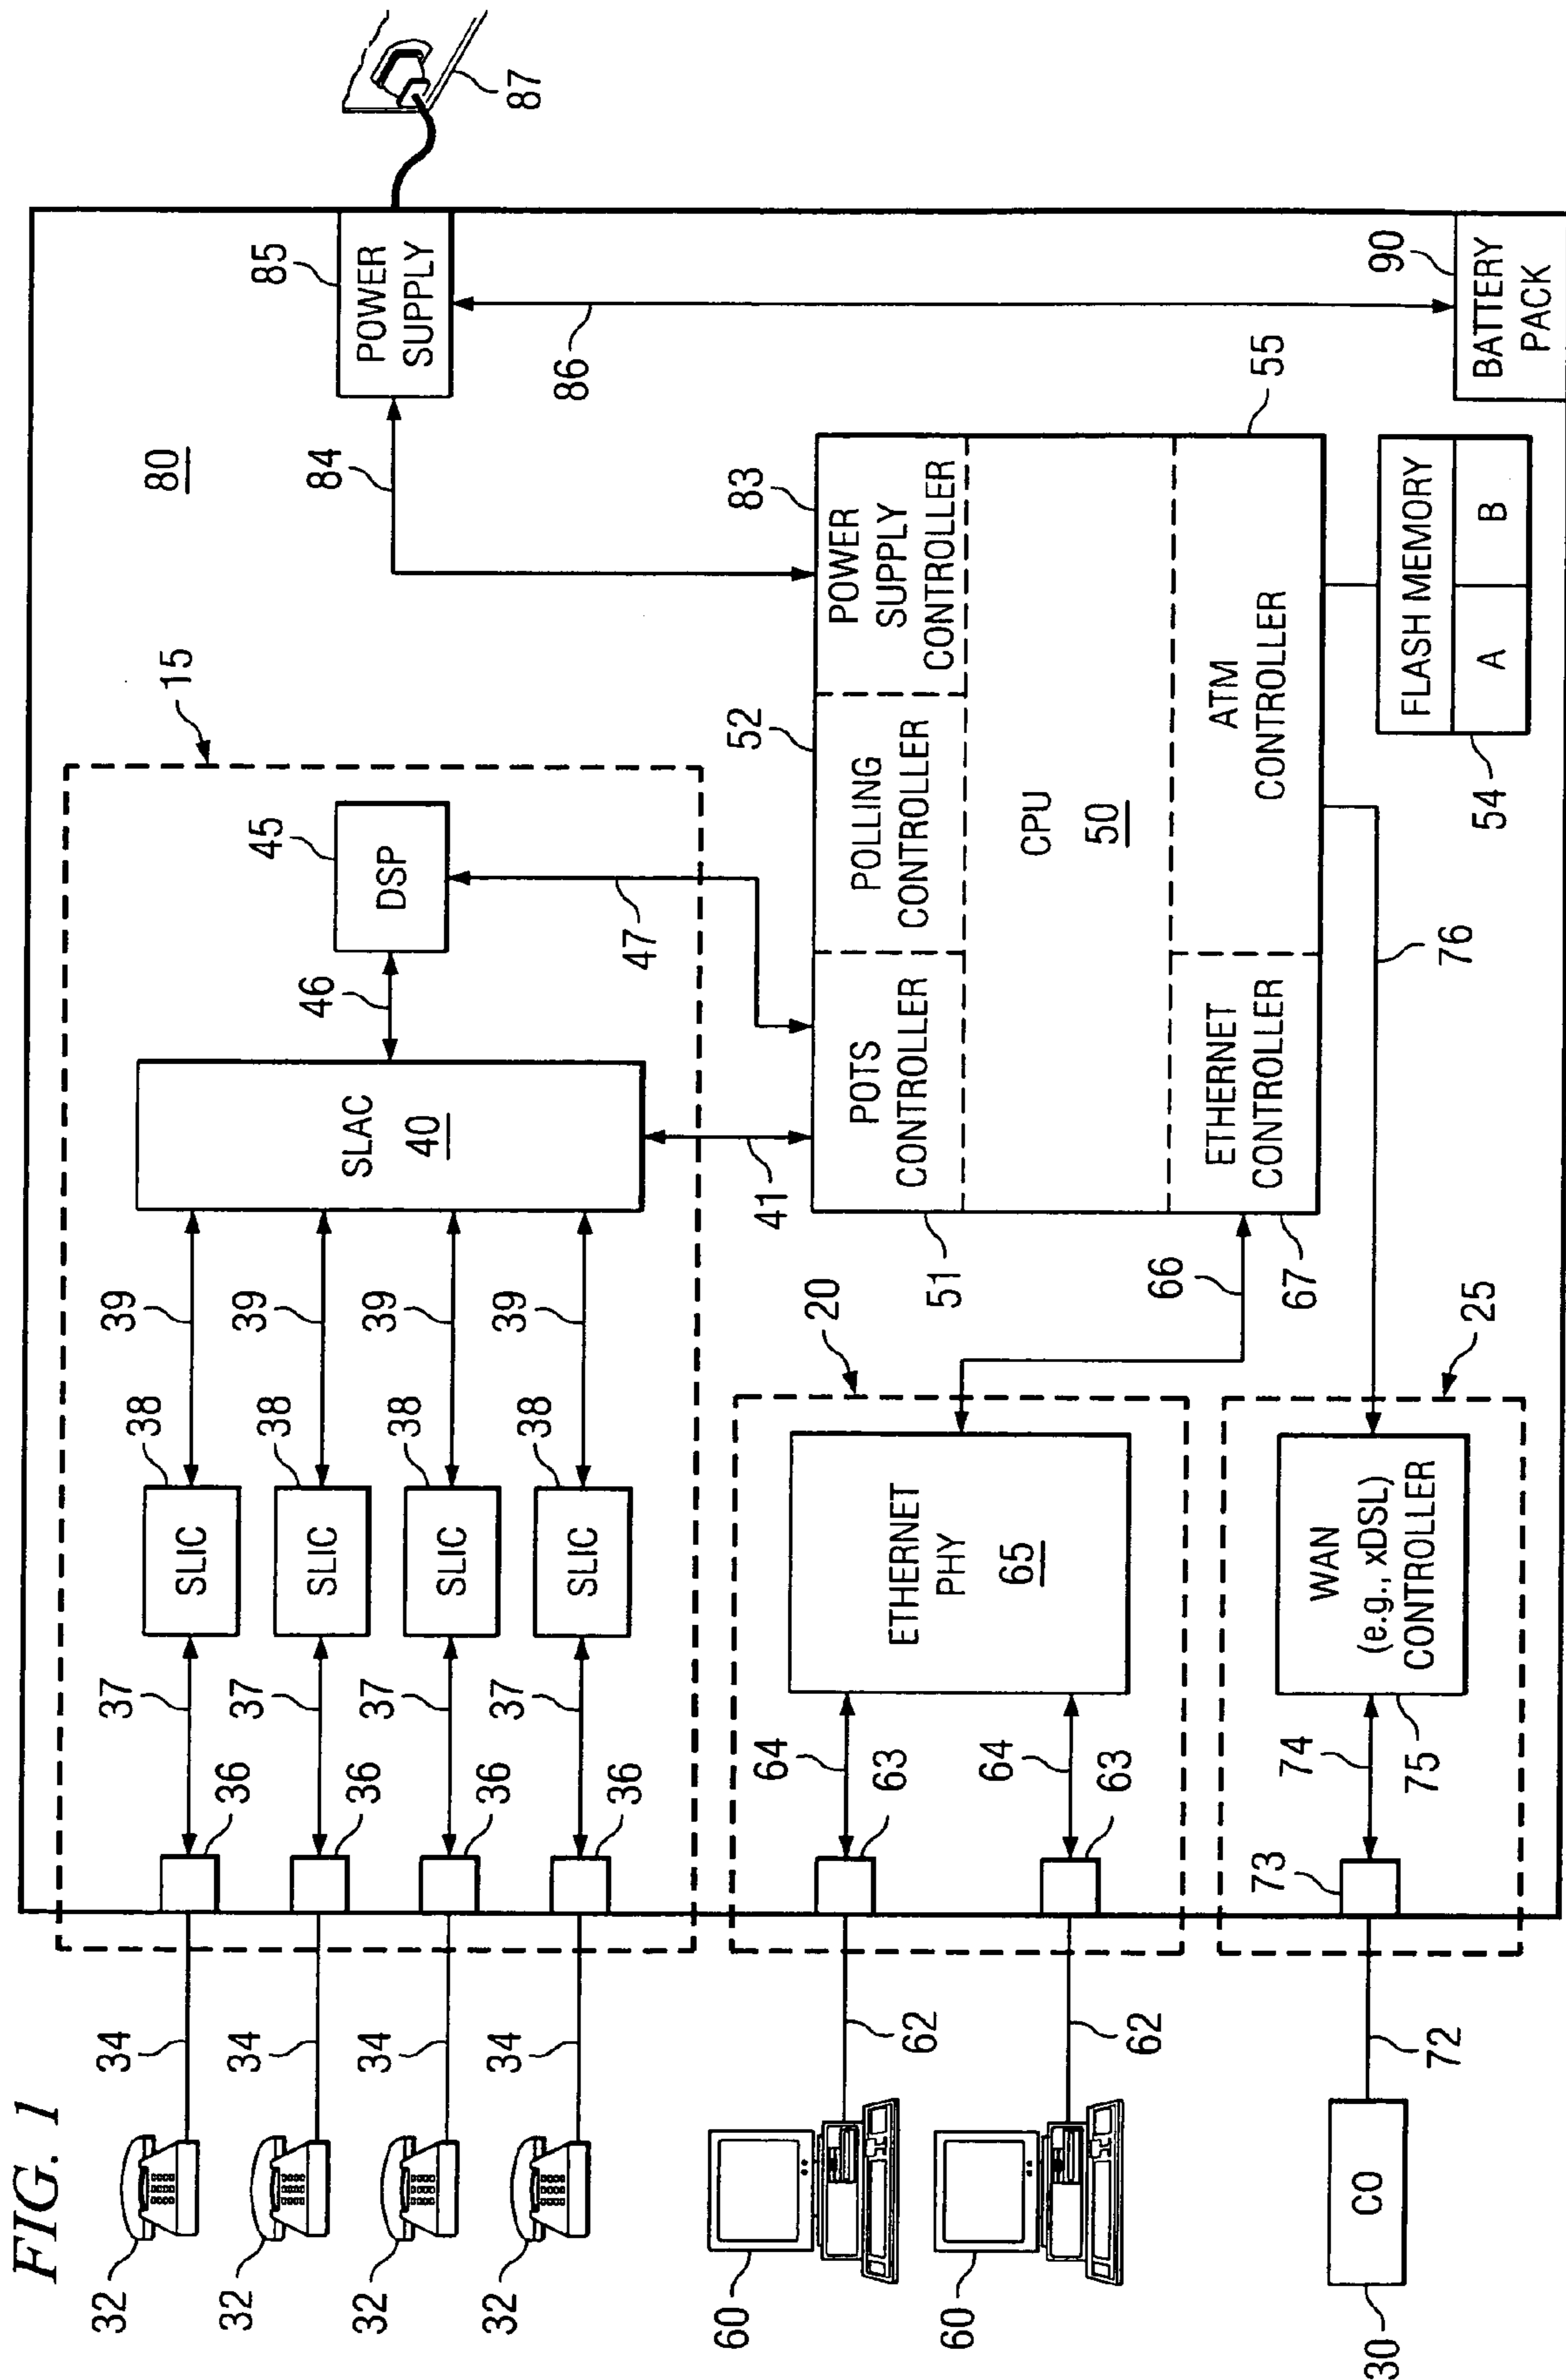 FIG. 1
32
34
36
37
SLIC
38
39
32
34
36
37
SLIC
38
39
32
34
36
37
SLIC
38
39
32
34
36
37
SLIC
38
39
SLAC
40
46
DSP
45
15
47
41
80
84
POWER
SUPPLY
85
87
86
BATTERY
PACK
90
POTS
CONTROLLER
51
POLLING
CONTROLLER
52
POWER
SUPPLY
CONTROLLER
83
CPU
50
ETHERNET
CONTROLLER
67
ATM
CONTROLLER
55
FLASH MEMORY
A
B
54
60
62
63
64
60
62
63
64
ETHERNET
PHY
65
20
66
CO
30
72
73
74
WAN
(e.g., xDSL)
CONTROLLER
75
25
76